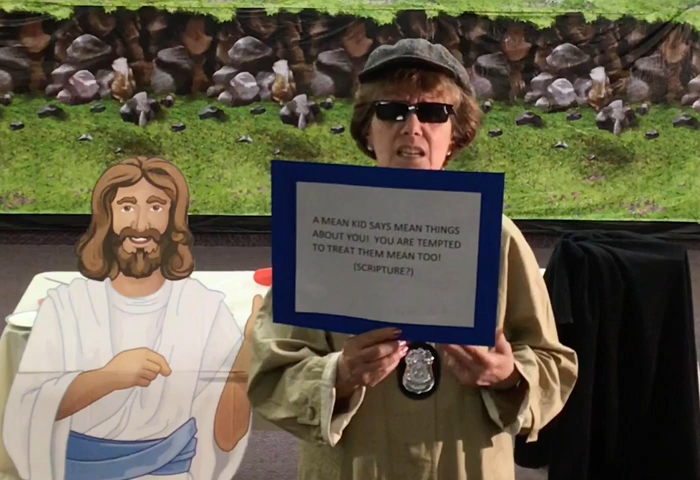 A MEAN KID SAYS MEAN THINGS
ABOUT YOU! YOU ARE TEMPTED
TO TREAT THEM MEAN TOO!
(SCRIPTURE?)